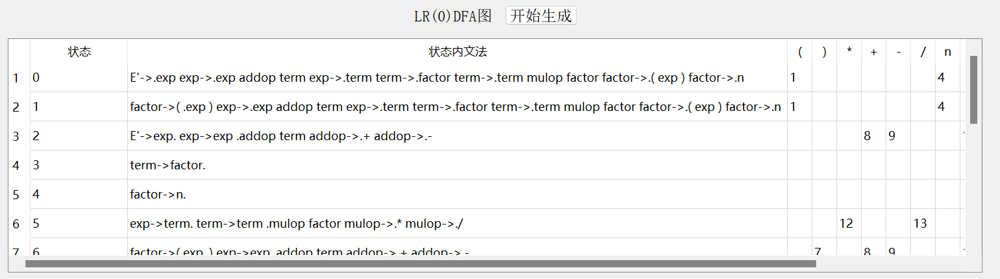 LR(0)DFA图 开始生成
状态 状态内文法 ( ) * + - / n
1 0 E'->.exp exp->.exp addop term exp->.term term->.factor term->.term mulop factor factor->.( exp ) factor->.n 1 4
2 1 factor->( .exp ) exp->.exp addop term exp->.term term->.factor term->.term mulop factor factor->.( exp ) factor->.n 1 4
3 2 E'->exp. exp->exp .addop term addop->.+ addop->.- 8 9
4 3 term->factor.
5 4 factor->n.
6 5 exp->term. term->term .mulop factor mulop->.* mulop->./ 12 13
7 6 factor->( exp .) exp->exp .addop term addop->.+ addop->.- 7 8 9